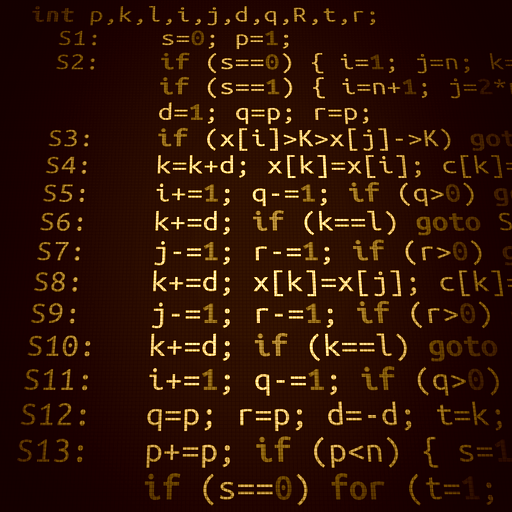 int p,k,l,i,j,d,q,R,t,r;
S1: s=0; p=1;
S2: if (s==0) { i=1; j=n; k=
if (s==1) { i=n+1; j=2*
d=1; q=p; r=p;
S3: if (x[i]>K>x[j]->K) got
S4: k=k+d; x[k]=x[i]; c[k]=
S5: i+=1; q-=1; if (q>0) g
S6: k+=d; if (k==l) goto S
S7: j-=1; r-=1; if (r>0) g
S8: k+=d; x[k]=x[j]; c[k]=
S9: j-=1; r-=1; if (r>0)
S10: k+=d; if (k==l) goto
S11: i+=1; q-=1; if (q>0)
S12: q=p; r=p; d=-d; t=k;
S13: p+=p; if (p<n) { s=1
if (s==0) for (t=1;